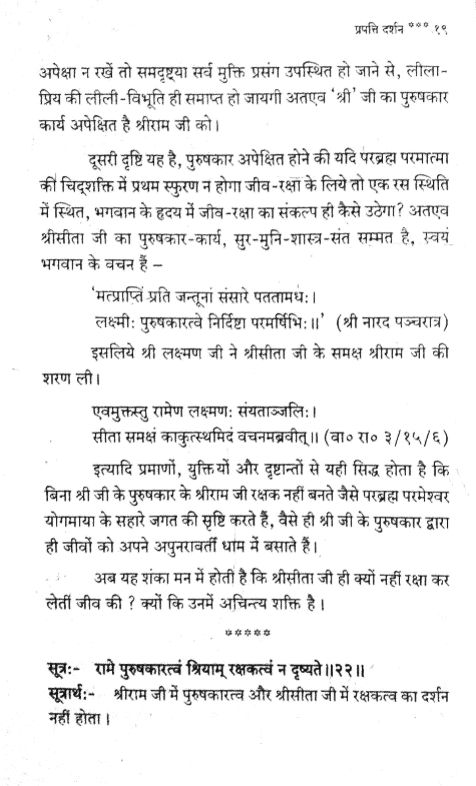 प्रपत्ति दर्शन *** १९
अपेक्षा न रखें तो समदृष्ट्या सर्व मुक्ति प्रसंग उपस्थित हो जाने से, लीला-
प्रिय की लीली-विभूति ही समाप्त हो जायगी अतएव ‘श्री’ जी का पुरुषकार
कार्य अपेक्षित है श्रीराम जी को।
दूसरी दृष्टि यह है, पुरुषकार अपेक्षित होने की यदि परब्रह्म परमात्मा
की चिद्शक्ति में प्रथम स्फुरण न होगा जीव-रक्षा के लिये तो एक रस स्थिति
में स्थित, भगवान के हृदय में जीव-रक्षा का संकल्प ही कैसे उठेगा? अतएव
श्रीसीता जी का पुरुषकार-कार्य, सुर-मुनि-शास्त्र-संत सम्मत है, स्वयं
भगवान के वचन हैं –
‘मत्प्राप्तिं प्रति जन्तूनां संसारे पततामधः।
लक्ष्मीः पुरुषकारत्वे निर्दिष्टा परमर्षिभिः॥’ (श्री नारद पञ्चरात्र)
इसलिये श्री लक्ष्मण जी ने श्रीसीता जी के समक्ष श्रीराम जी की
शरण ली।
एवमुक्तस्तु रामेण लक्ष्मणः संयताञ्जलिः।
सीता समक्षं काकुत्स्थमिदं वचनमब्रवीत्॥ (वा० रा० ३/१५/६)
इत्यादि प्रमाणों, युक्तियों और दृष्टान्तों से यही सिद्ध होता है कि
बिना श्री जी के पुरुषकार के श्रीराम जी रक्षक नहीं बनते जैसे परब्रह्म परमेश्वर
योगमाया के सहारे जगत की सृष्टि करते हैं, वैसे ही श्री जी के पुरुषकार द्वारा
ही जीवों को अपने अपुनरावर्ती धाम में बसाते हैं।
अब यह शंका मन में होती है कि श्रीसीता जी ही क्यों नहीं रक्षा कर
लेतीं जीव की ? क्यों कि उनमें अचिन्त्य शक्ति है।
*****
सूत्रः- रामे पुरुषकारत्वं श्रियाम् रक्षकत्वं न दृष्यते॥२२॥
सूत्रार्थः- श्रीराम जी में पुरुषकारत्व और श्रीसीता जी में रक्षकत्व का दर्शन
नहीं होता।